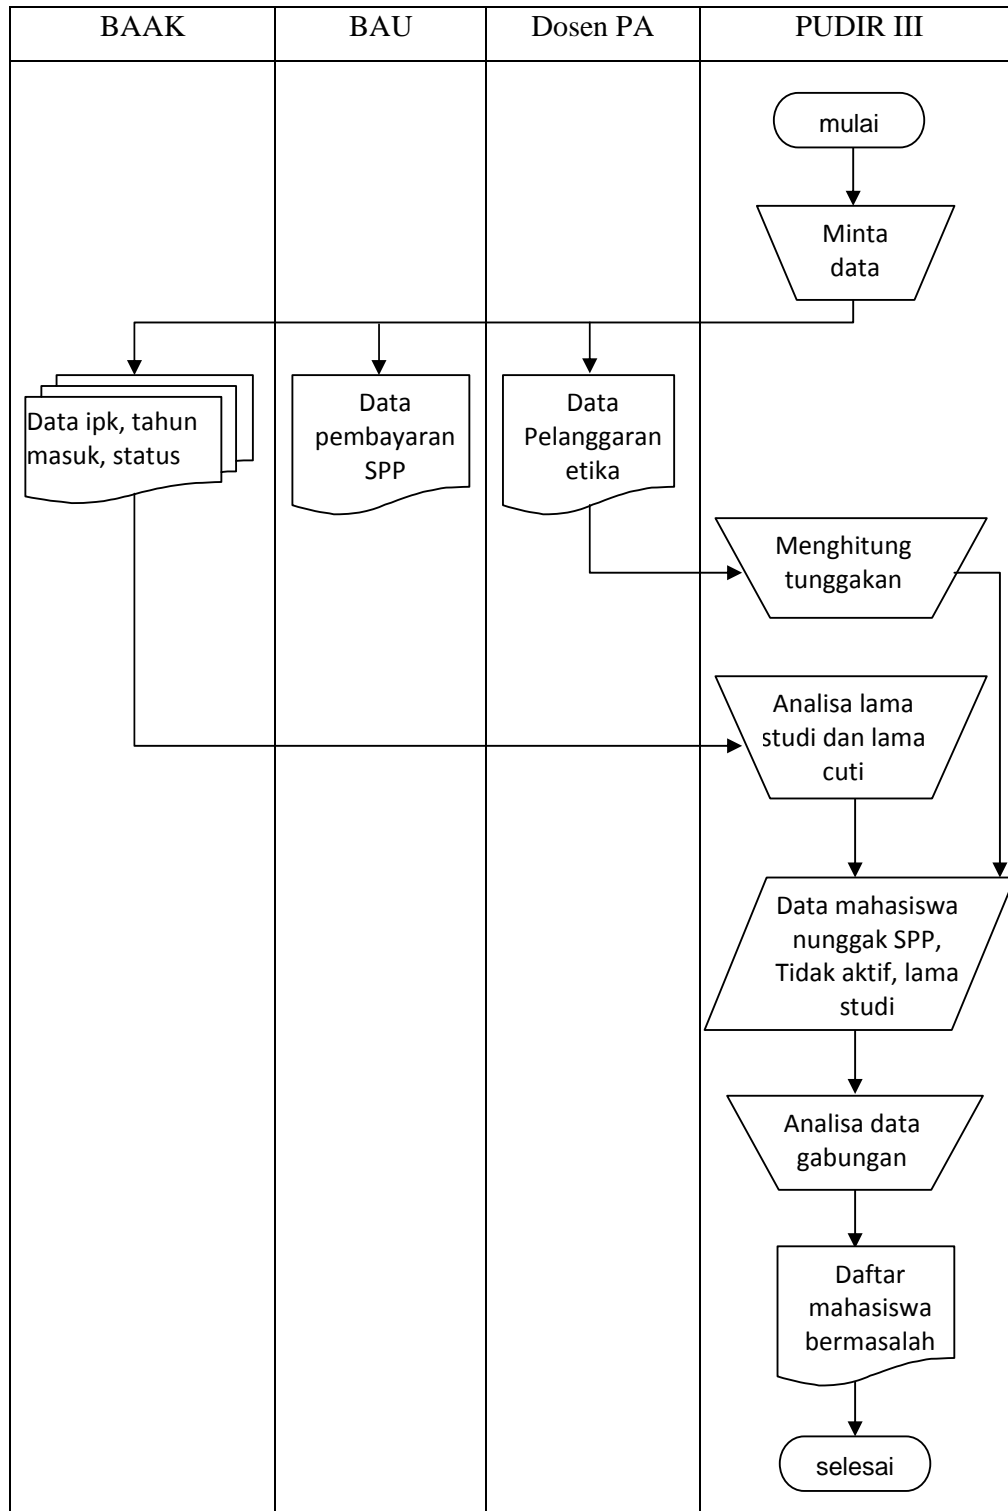 BAAK
BAU
Dosen PA
PUDIR III
mulai
Minta
data
Data ipk, tahun
masuk, status
Data
pembayaran
SPP
Data
Pelanggaran
etika
Menghitung
tunggakan
Analisa lama
studi dan lama
cuti
Data mahasiswa
nunggak SPP,
Tidak aktif, lama
studi
Analisa data
gabungan
Daftar
mahasiswa
bermasalah
selesai